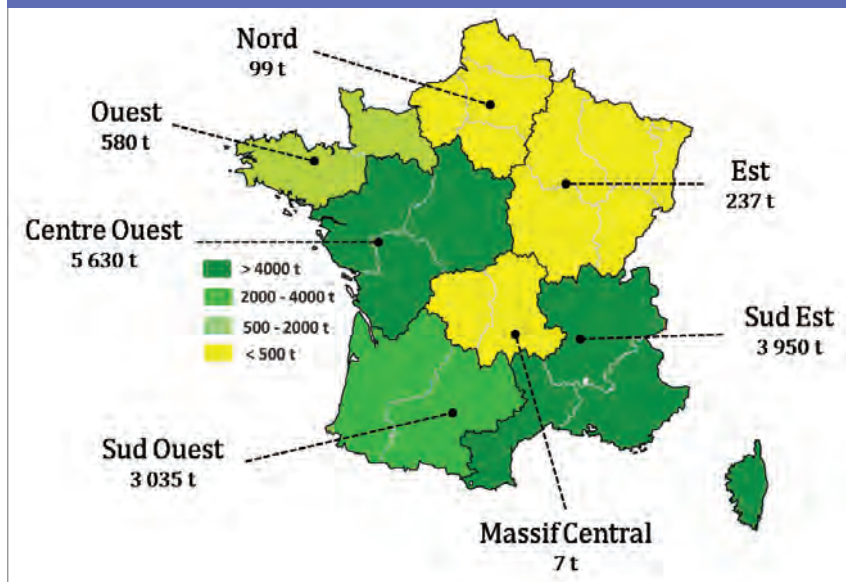 Nord
99 t
Ouest
580 t
Est
237 t
Centre Ouest
5 630 t
> 4000 t
2000 - 4000 t
500 - 2000 t
< 500 t
Sud Est
3 950 t
Sud Ouest
3 035 t
Massif Central
7 t